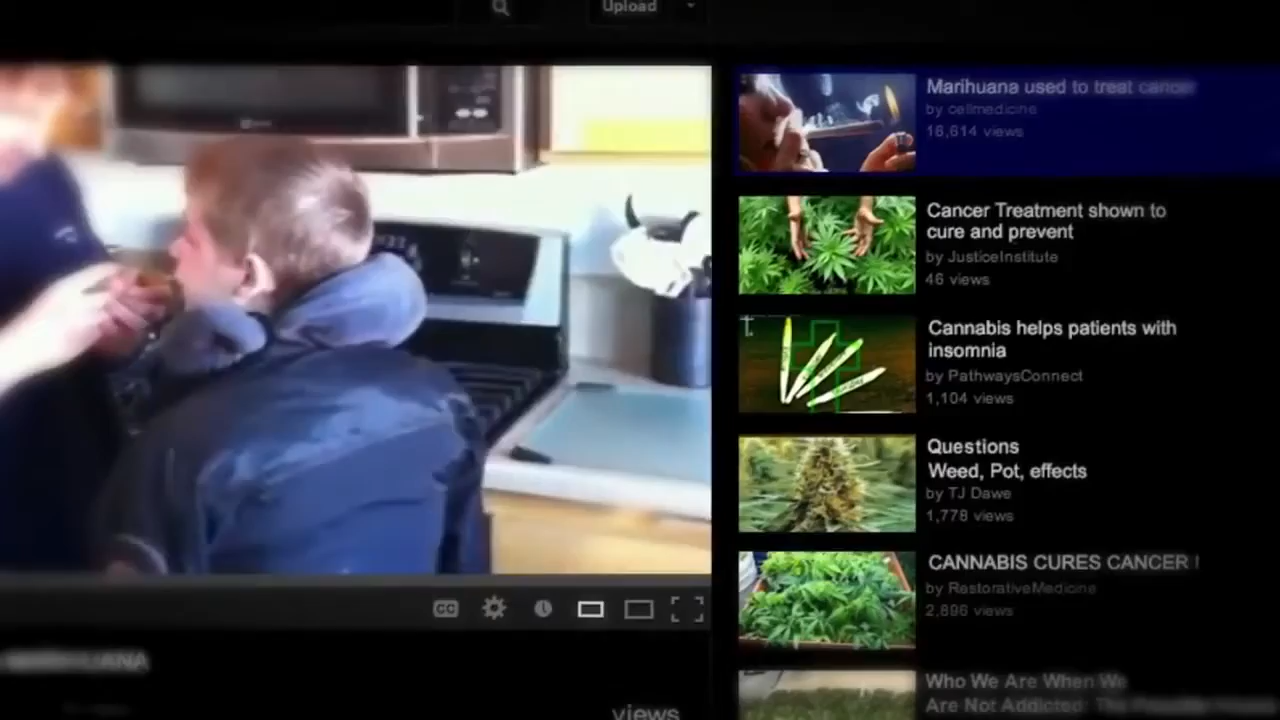 Upload
Marihuana used to treat cancer
by cellmedicine
16,614 views
Cancer Treatment shown to
cure and prevent
by JusticeInstitute
46 views
Cannabis helps patients with
insomnia
by PathwaysConnect
1,104 views
Questions
Weed, Pot, effects
by TJ Dawe
1,778 views
CANNABIS CURES CANCER !
by RestorativeMedicine
2,896 views
Who We Are When We
Are Not Addicted: The
CC
MARIHUANA
views